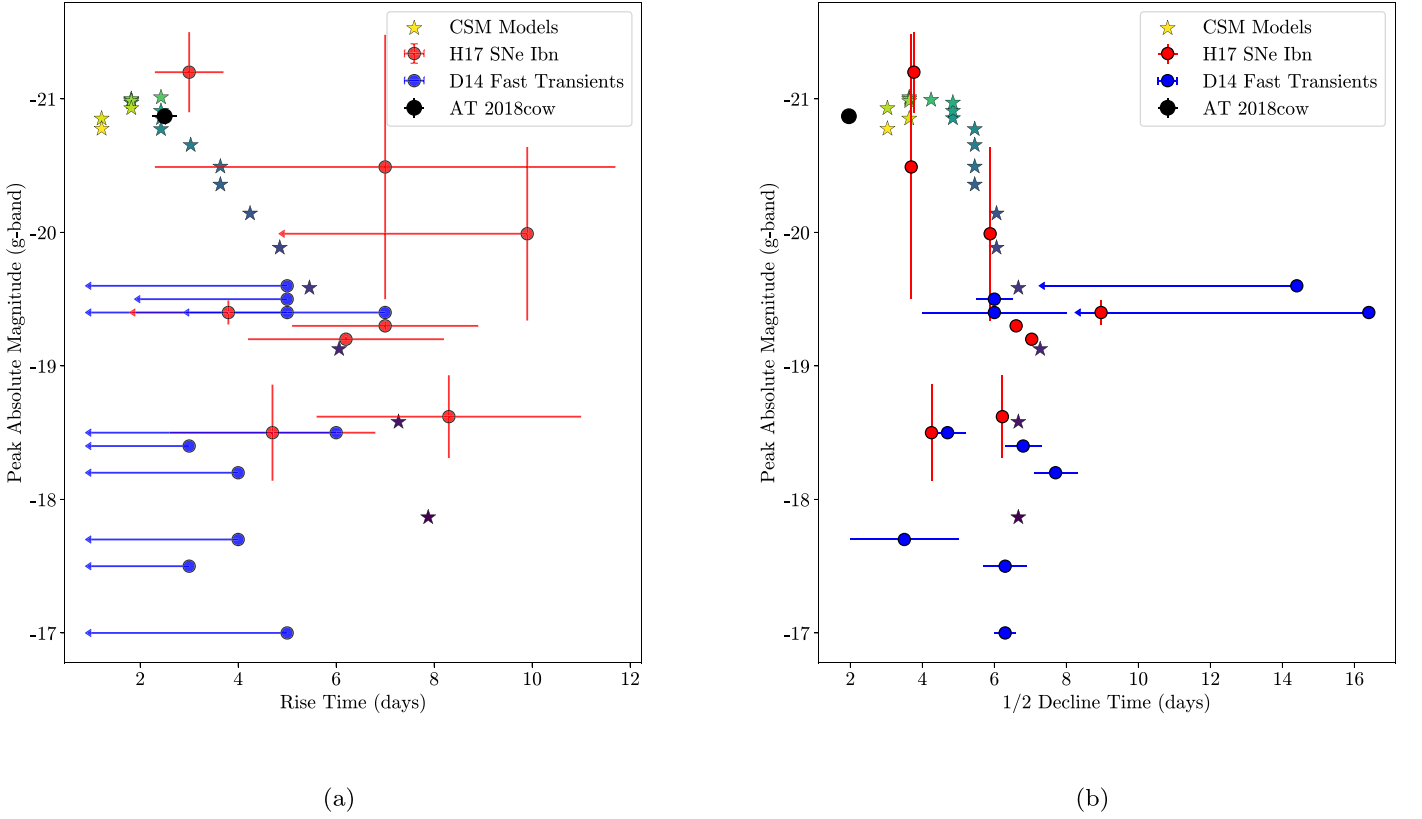 CSM Models
H17 SNe Ibn
D14 Fast Transients
AT 2018cow
-21
-20
-19
-18
-17
Peak Absolute Magnitude (g-band)
2 4 6 8 10 12
Rise Time (days)
(a)
CSM Models
H17 SNe Ibn
D14 Fast Transients
AT 2018cow
-21
-20
-19
-18
-17
Peak Absolute Magnitude (g-band)
2 4 6 8 10 12 14 16
1/2 Decline Time (days)
(b)